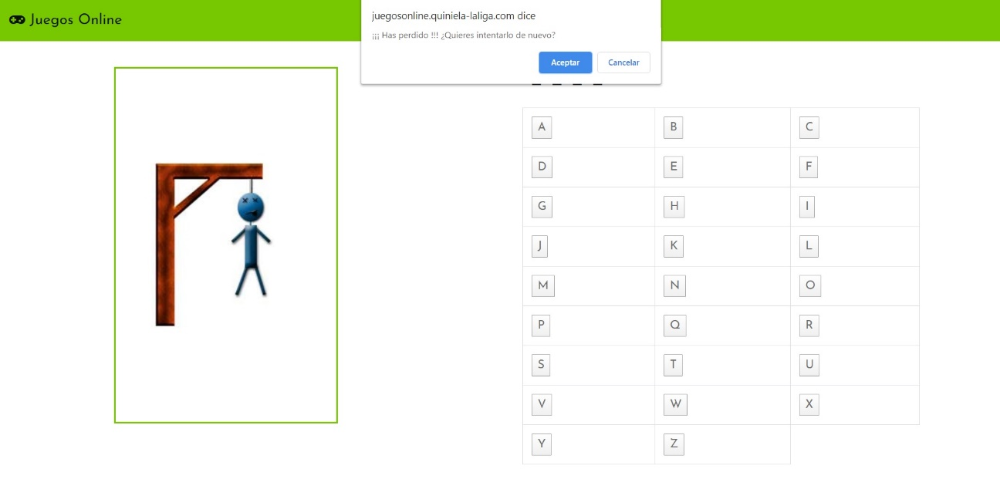 Juegos Online
juegosonline.quiniela-laliga.com dice
¡¡¡ Has perdido !!! ¿Quieres intentarlo de nuevo?
Aceptar Cancelar
_ _ _ _
A B C
D E F
G H I
J K L
M N O
P Q R
S T U
V W X
Y Z